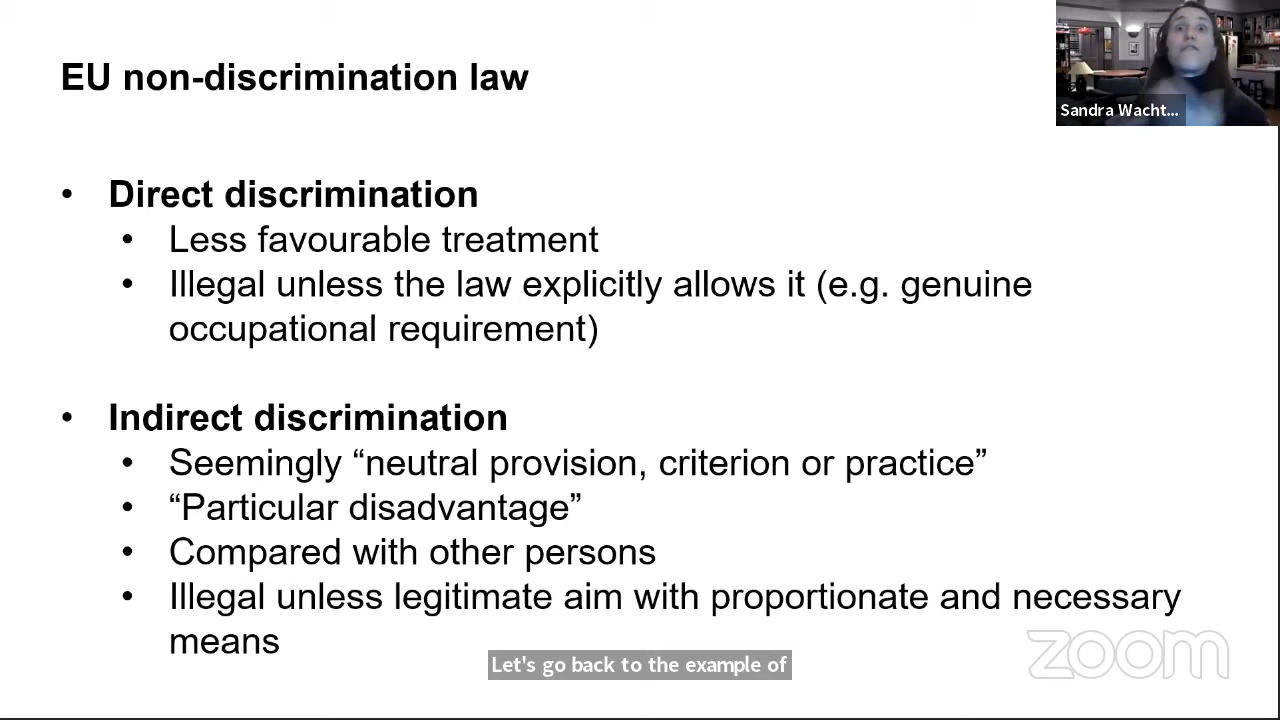 EU non-discrimination law
Sandra Wacht...
• Direct discrimination
• Less favourable treatment
• Illegal unless the law explicitly allows it (e.g. genuine
occupational requirement)
• Indirect discrimination
• Seemingly “neutral provision, criterion or practice”
• “Particular disadvantage”
• Compared with other persons
• Illegal unless legitimate aim with proportionate and necessary
means
Let's go back to the example of
zoom